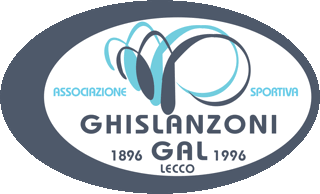 ASSOCIAZIONE SPORTIVA
GHISLANZONI
1896 GAL 1996
LECCO